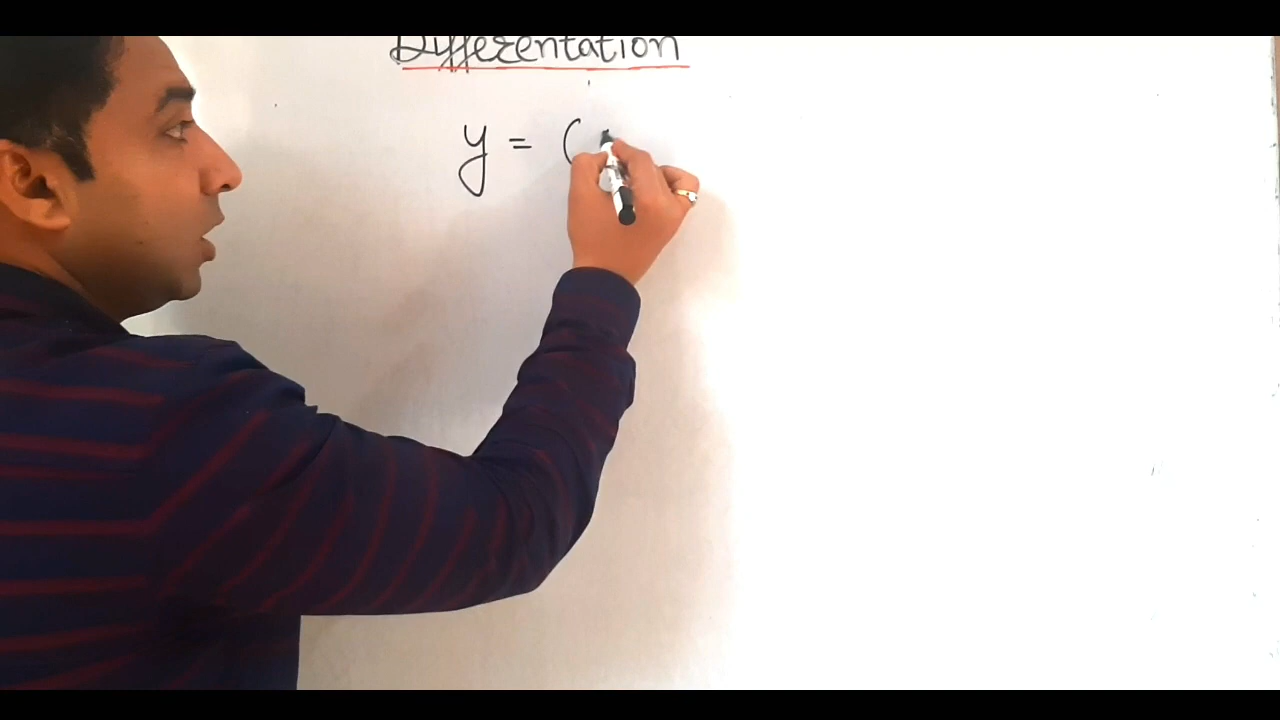 Differentation
y = (